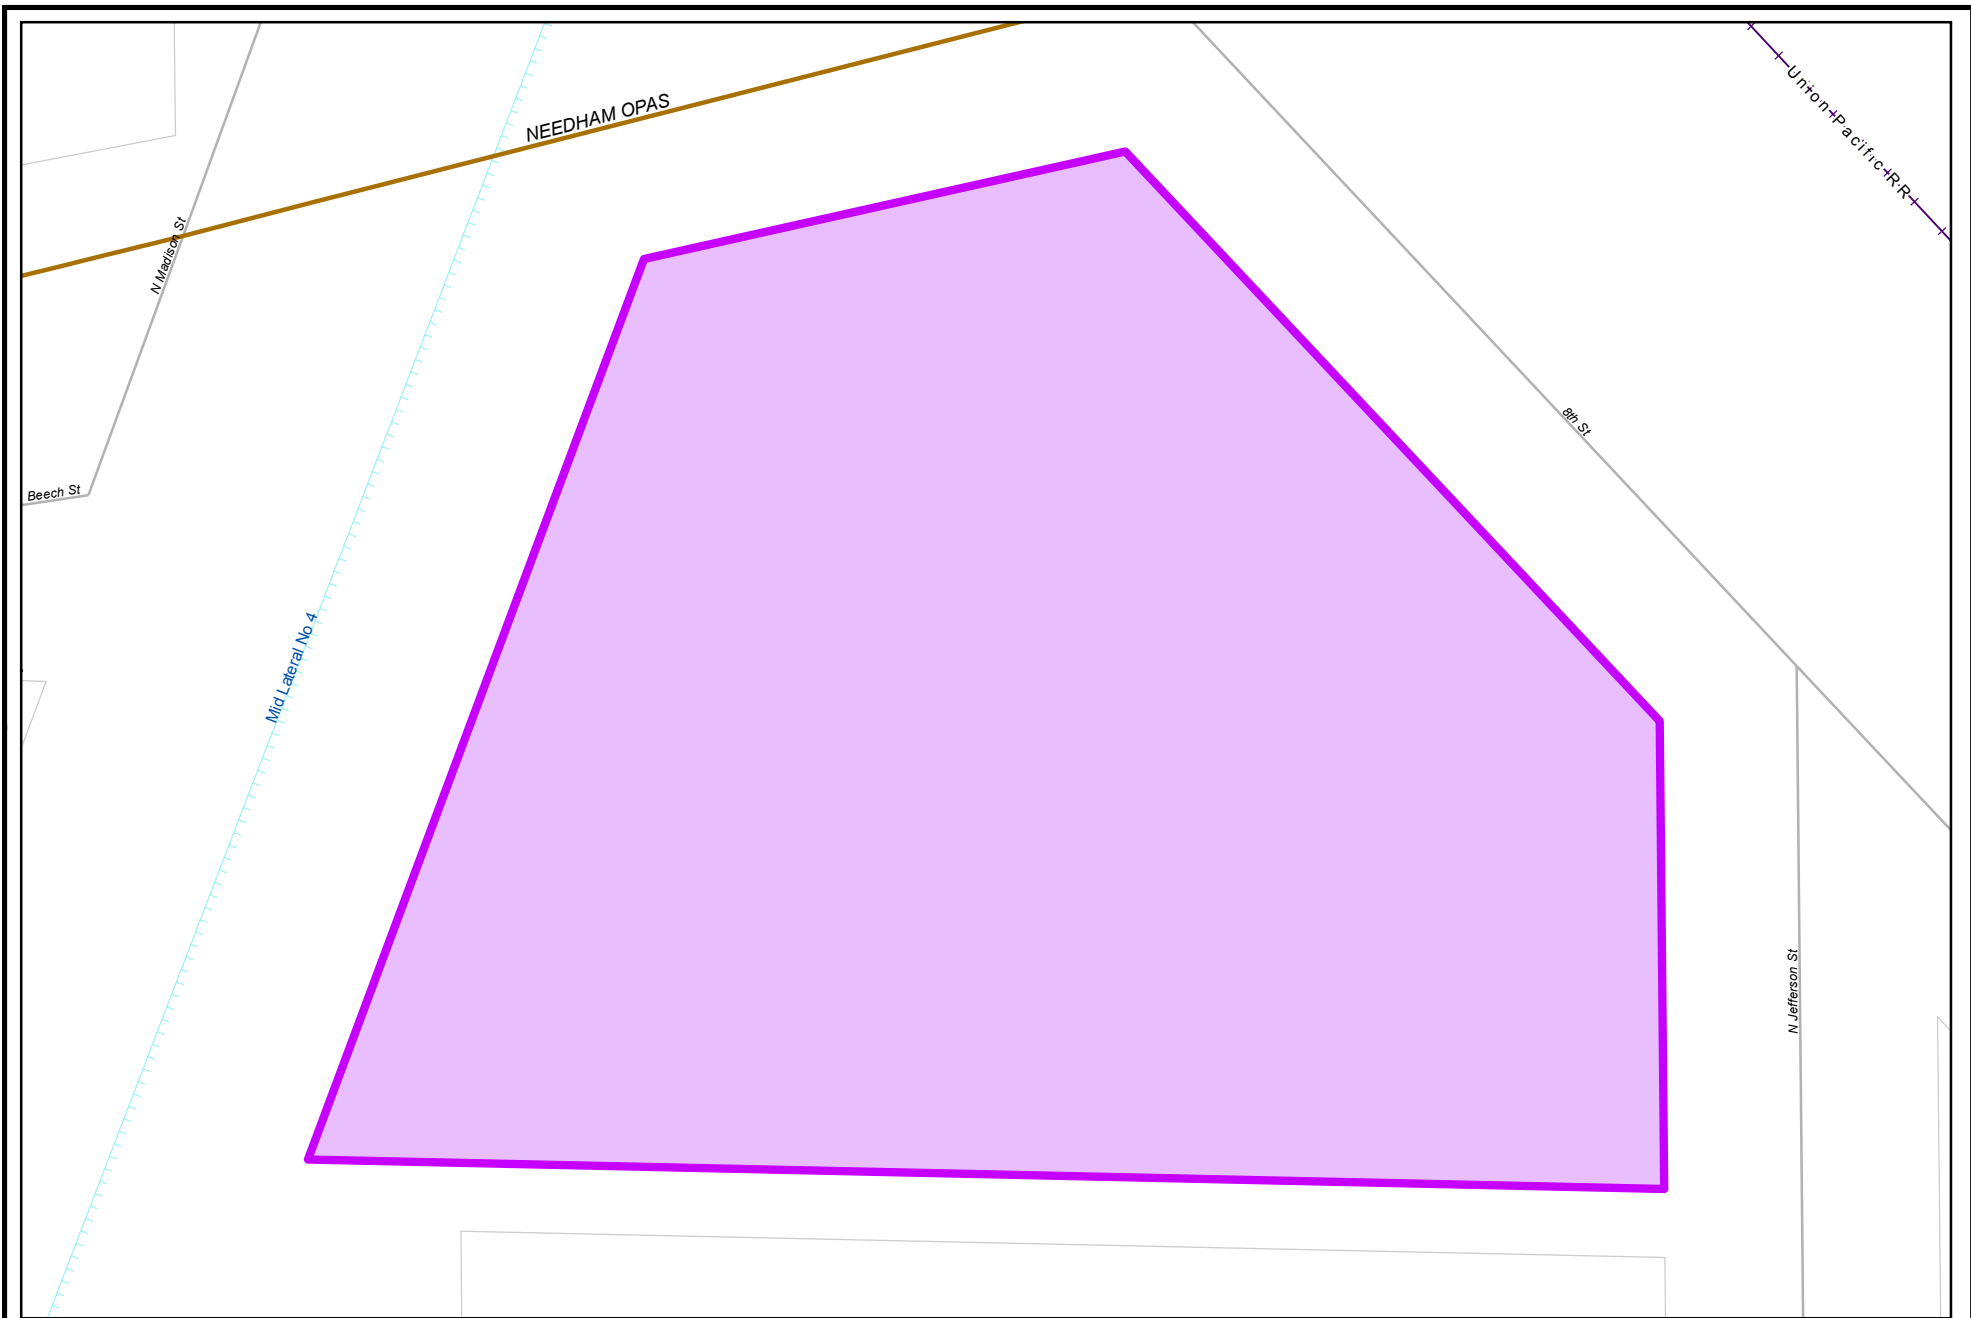 NEEDHAM OPAS
Union Pacific RR
N Madison St
8th St
Beech St
Mid Lateral No 4
N Jefferson St